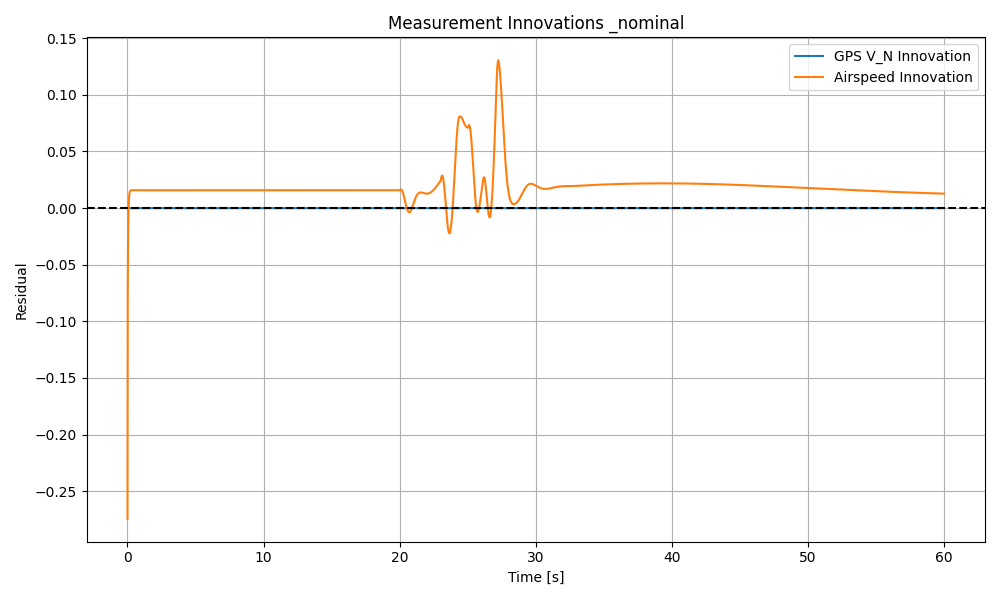 Measurement Innovations _nominal
GPS V_N Innovation
Airspeed Innovation
Residual
0.15
0.10
0.05
0.00
−0.05
−0.10
−0.15
−0.20
−0.25
0 10 20 30 40 50 60
Time [s]